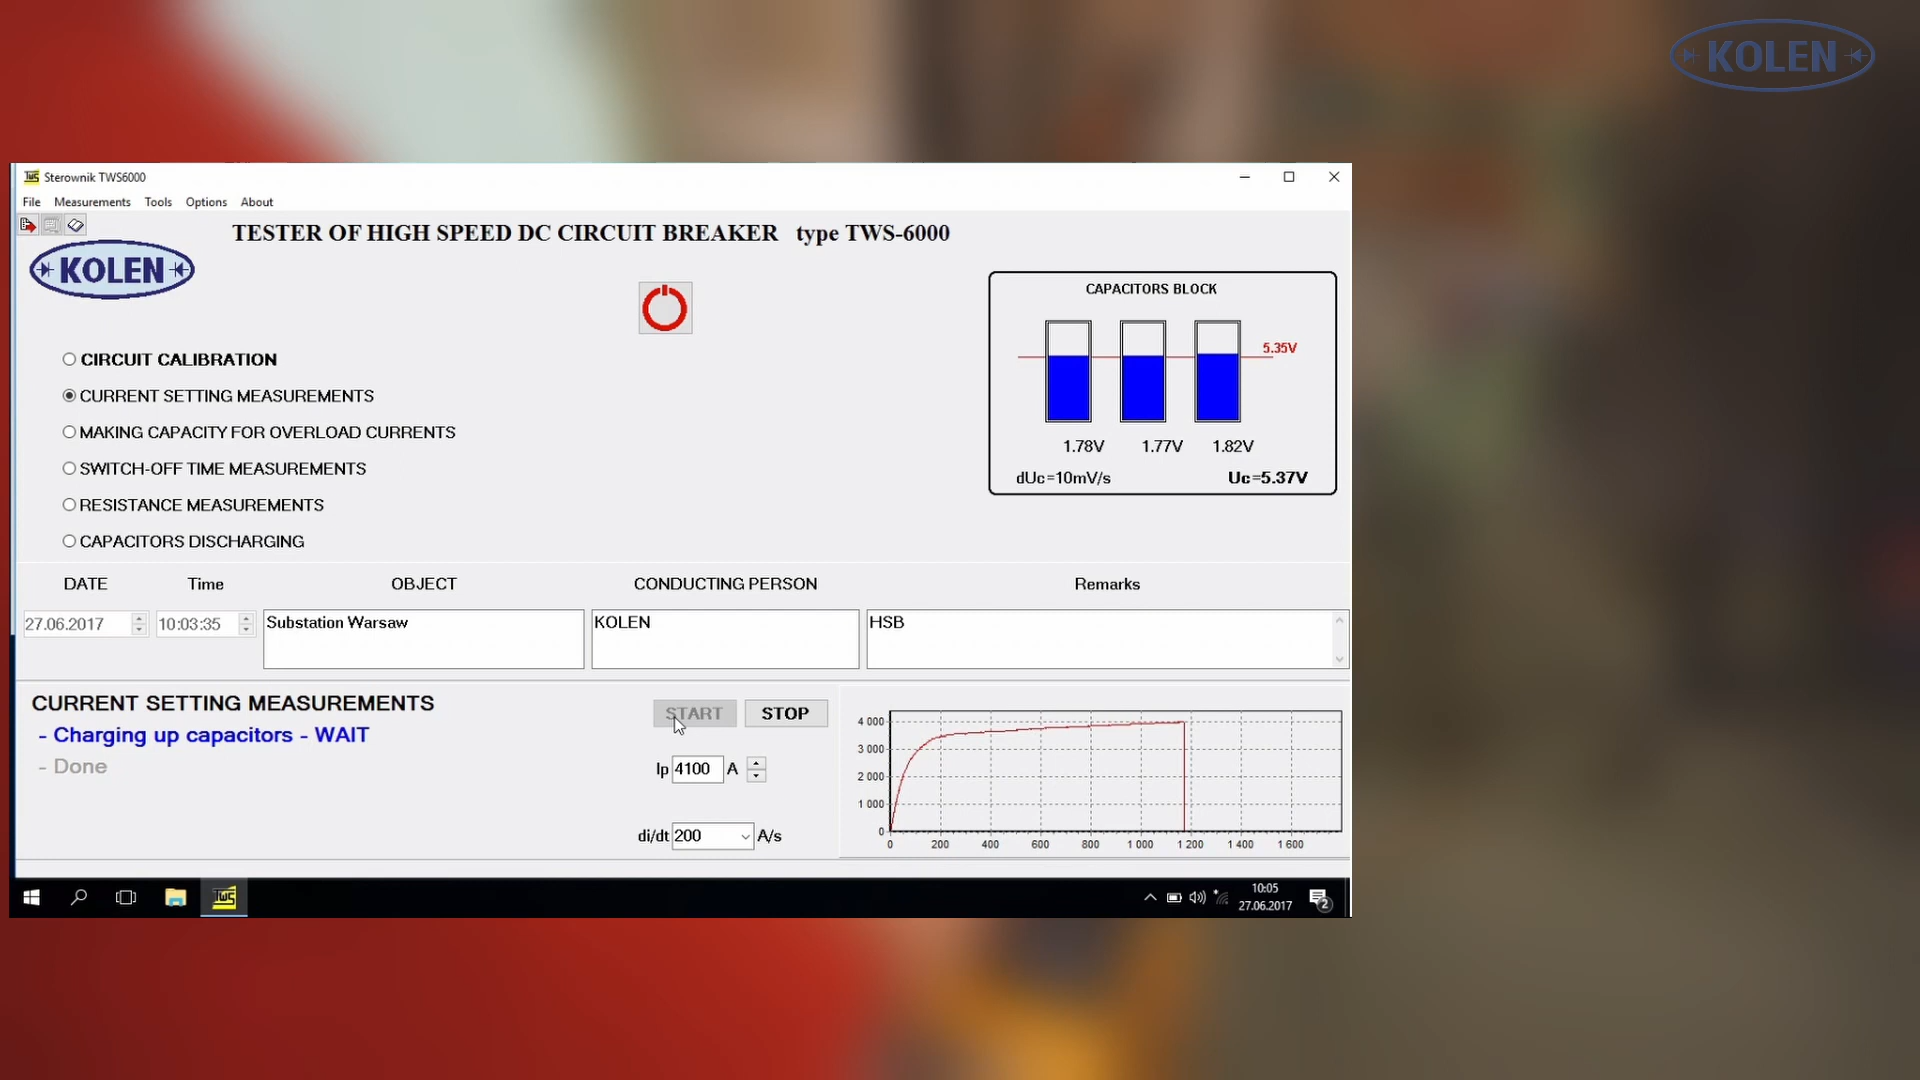 KOLEN
Sterownik TWS6000
File Measurements Tools Options About
TESTER OF HIGH SPEED DC CIRCUIT BREAKER type TWS-6000
KOLEN
CAPACITORS BLOCK
5.35V
1.78V 1.77V 1.82V
dUc=10mV/s Uc=5.37V
CIRCUIT CALIBRATION
CURRENT SETTING MEASUREMENTS
MAKING CAPACITY FOR OVERLOAD CURRENTS
SWITCH-OFF TIME MEASUREMENTS
RESISTANCE MEASUREMENTS
CAPACITORS DISCHARGING
DATE Time OBJECT CONDUCTING PERSON Remarks
27.06.2017 10:03:35 Substation Warsaw KOLEN HSB
CURRENT SETTING MEASUREMENTS
- Charging up capacitors - WAIT
- Done
START STOP
Ip 4100 A
di/dt 200 A/s
4 000
3 000
2 000
1 000
0
0 200 400 600 800 1 000 1 200 1 400 1 600
TWS
10:05
27.06.2017
2